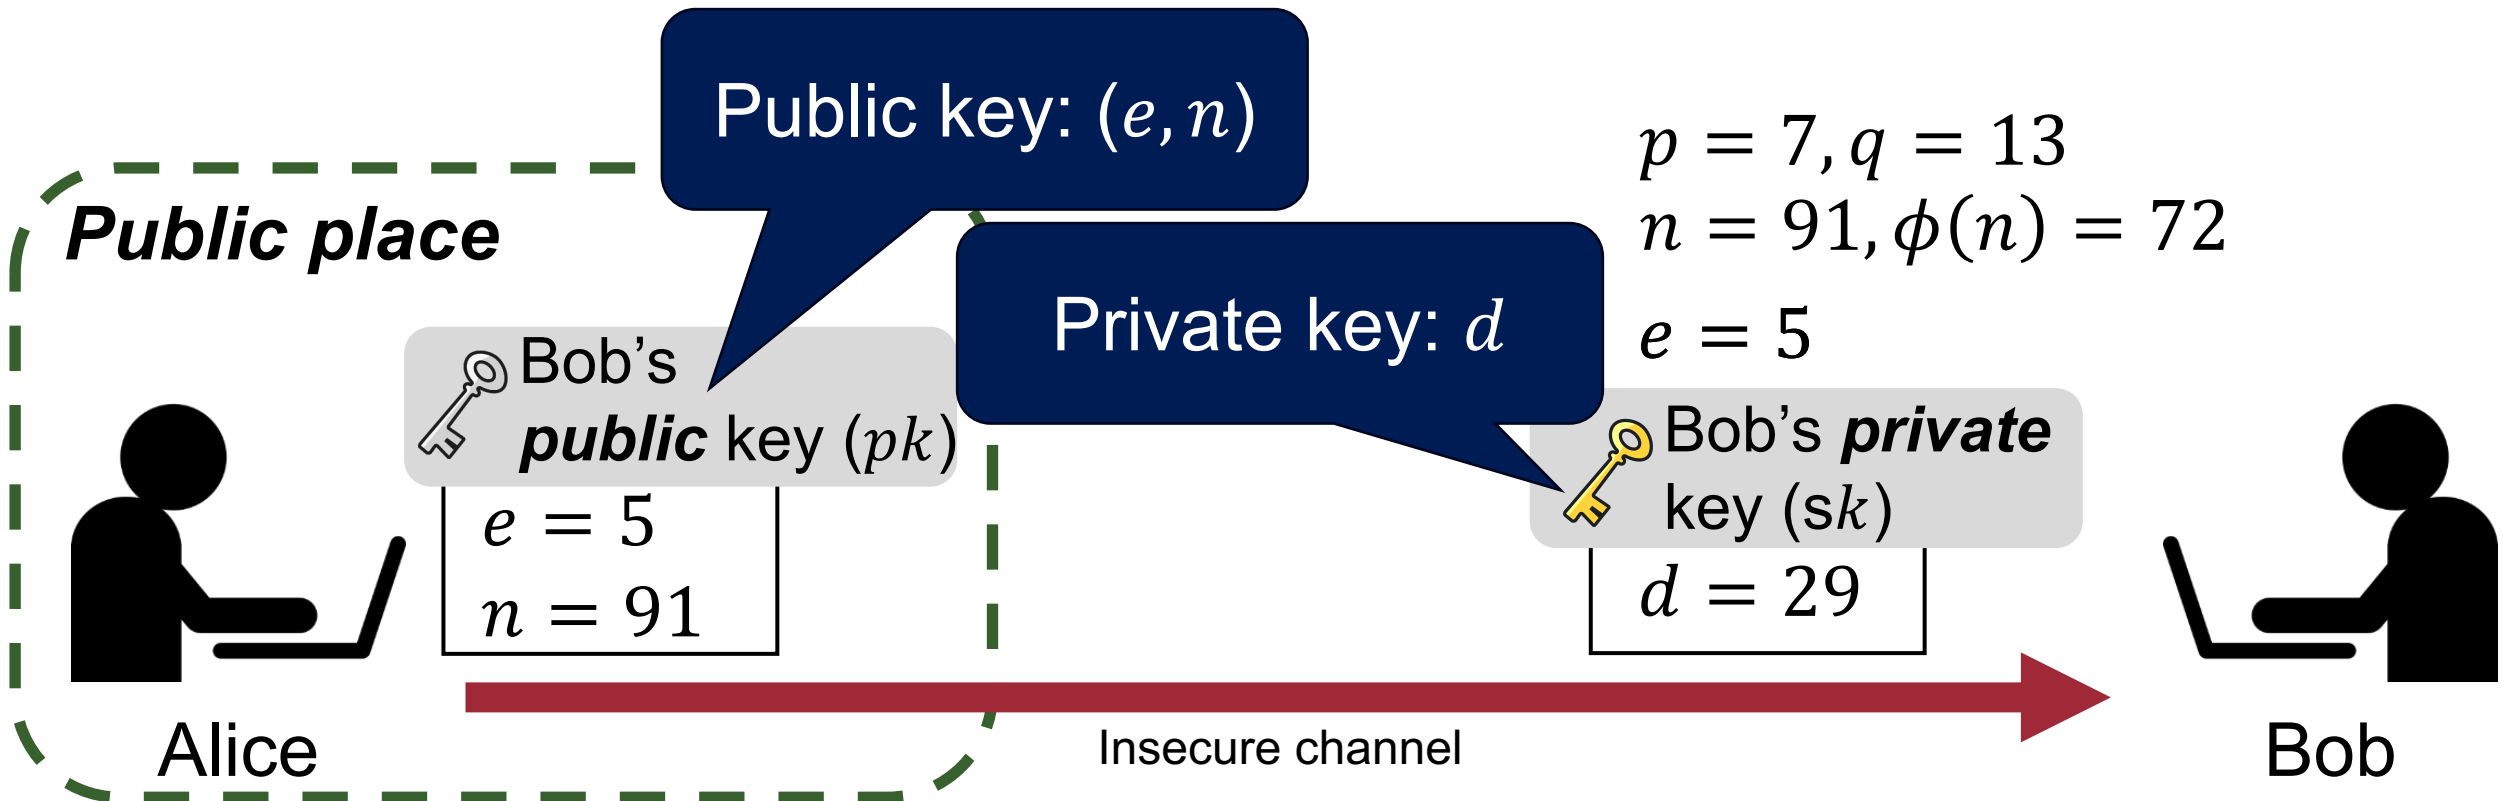 Public key: (e, n)
p = 7, q = 13
n = 91, ϕ(n) = 72
Public place
Private key: d
e = 5
Bob's
public key (pk)
Bob's private
key (sk)
e = 5
n = 91
d = 29
Insecure channel
Alice
Bob